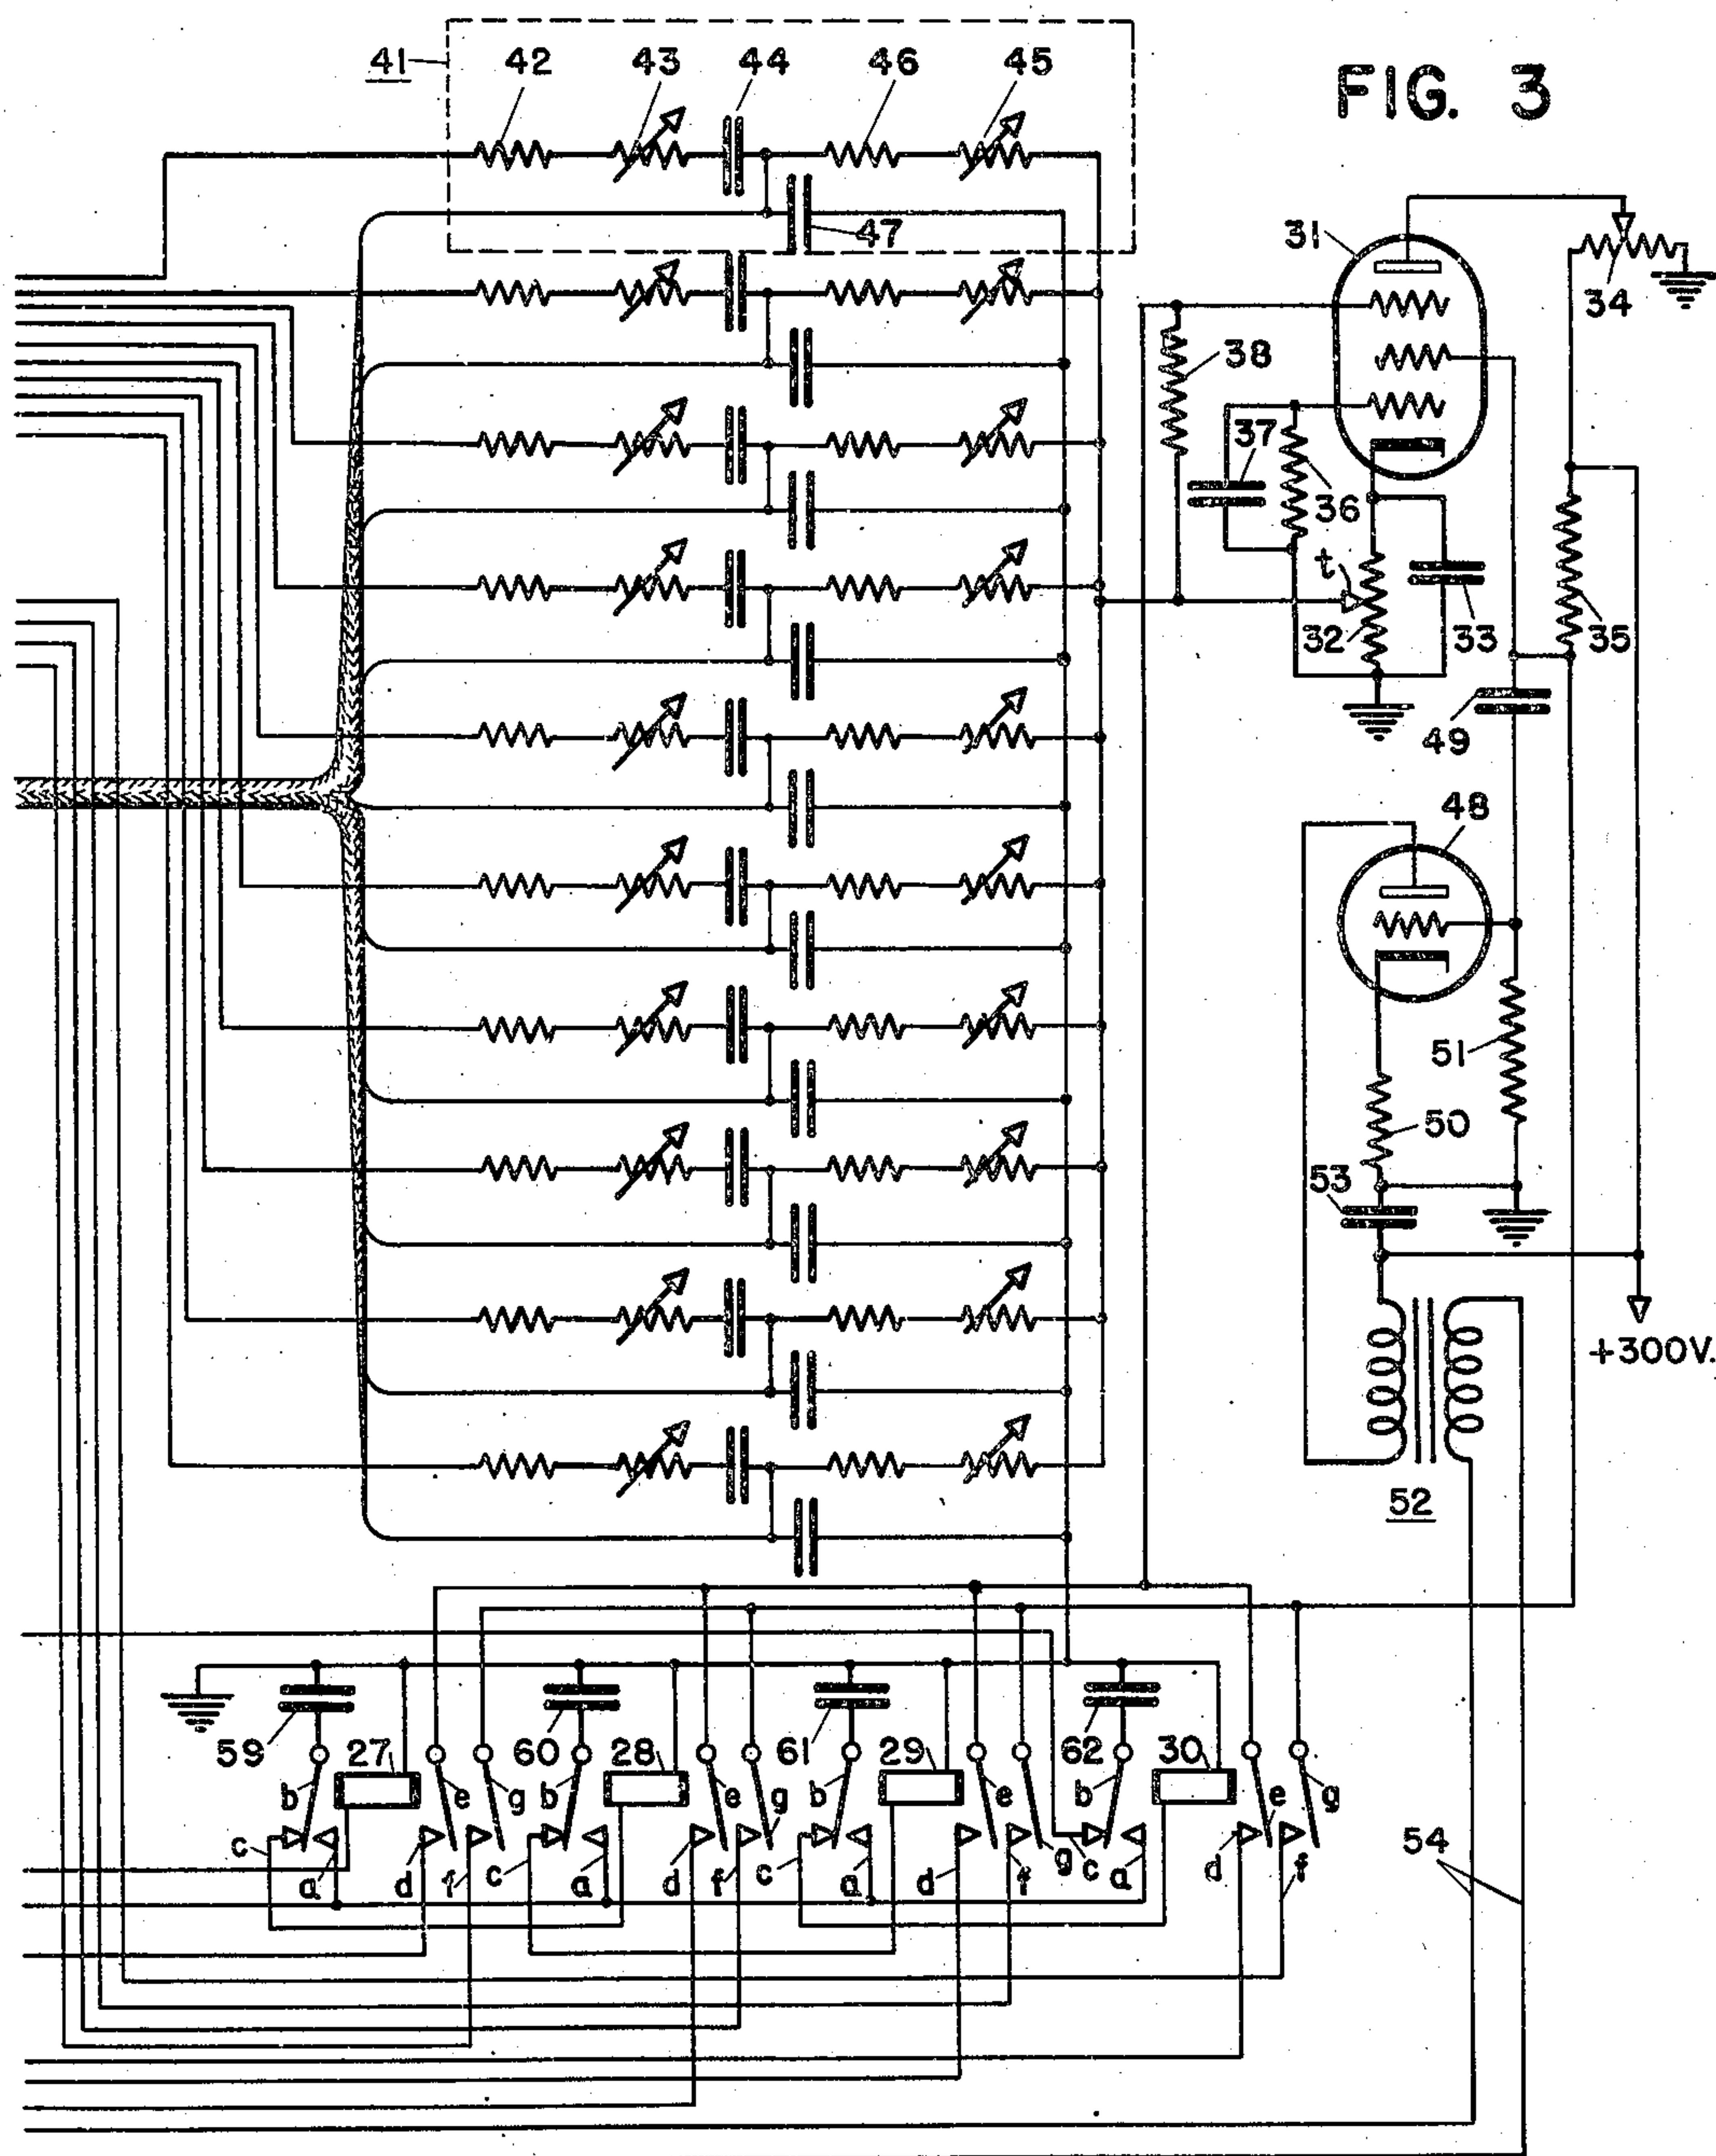 FIG. 3
41 42 43 44 46 45
47
31
34
38
37
36
t
32 33 35
49
48
51
50
53
+300V.
52
59 27 60 28 61 29 62 30
b e g b e g b e g b e g
c a d f c a d f c a d f c a d f
54